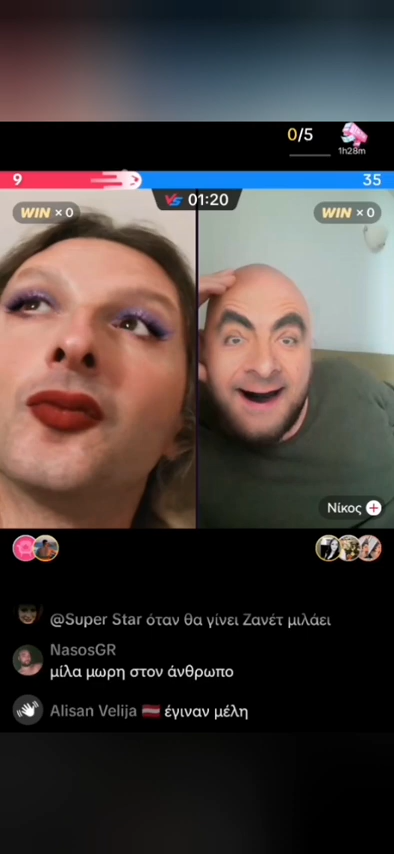 0/5
1h28m
9
VS 01:20
35
WIN × 0
WIN × 0
Νίκος
@Super Star όταν θα γίνει Ζανέτ μιλάει
NasosGR
μίλα μωρη στον άνθρωπο
Alisan Velija 🇱🇻 έγιναν μέλη